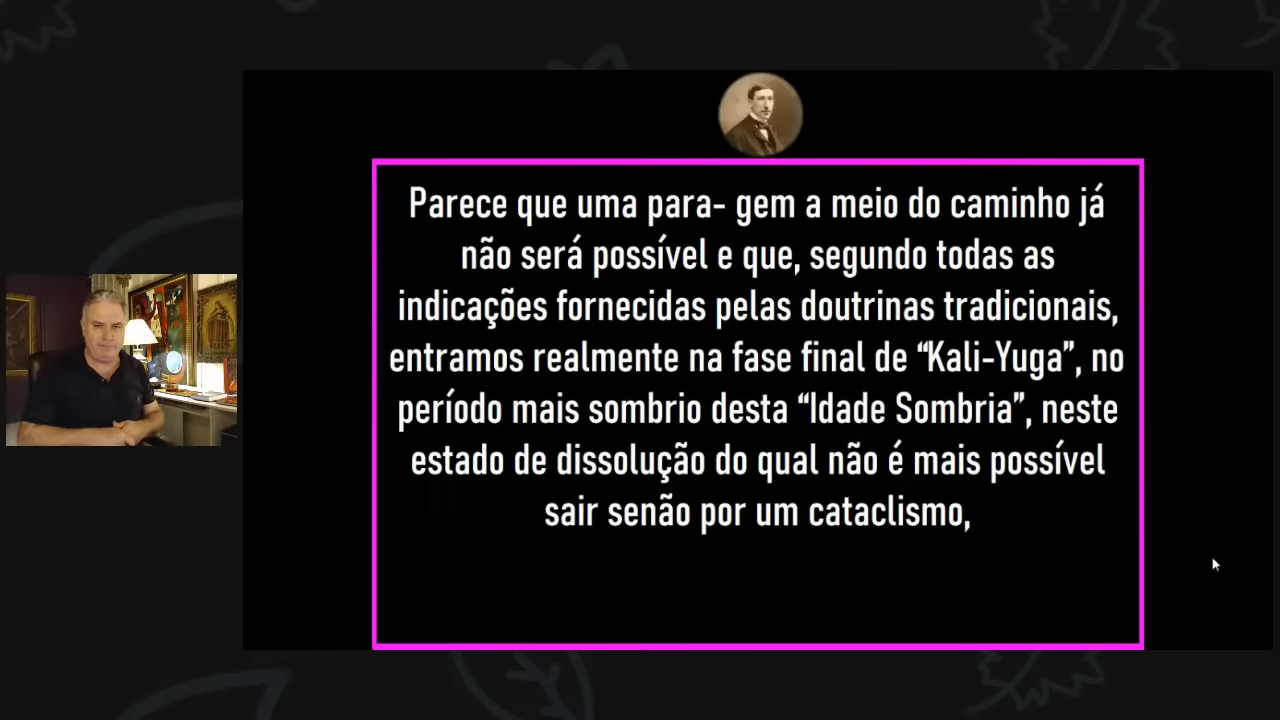 Parece que uma para- gem a meio do caminho já
não será possível e que, segundo todas as
indicações fornecidas pelas doutrinas tradicionais,
entramos realmente na fase final de “Kali-Yuga”, no
período mais sombrio desta “Idade Sombria”, neste
estado de dissolução do qual não é mais possível
sair senão por um cataclismo,